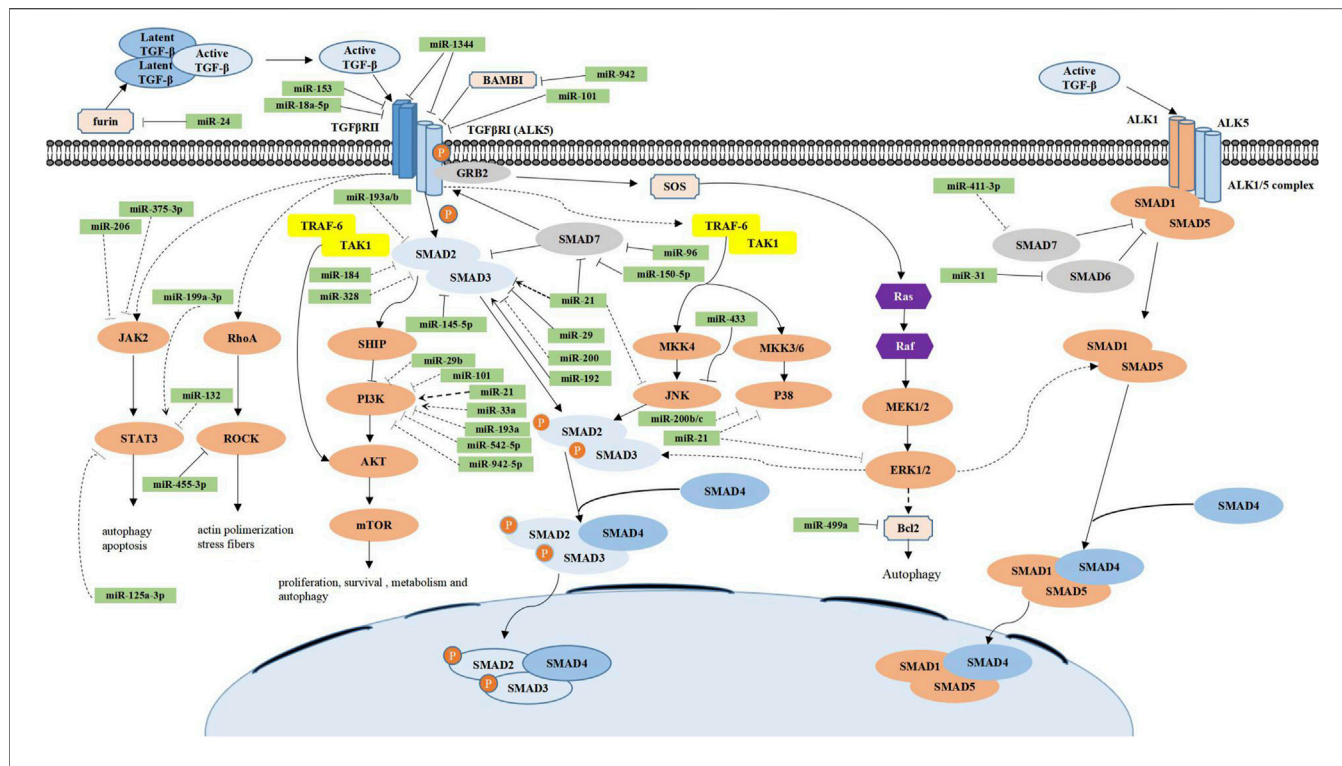 Latent
TGF-β
Latent
TGF-β
Active
TGF-β
Active
TGF-β
miR-1344
BAMBI
miR-942
miR-101
miR-153
miR-18a-5p
furin
miR-24
TGFβRII
TGFβRI (ALK5)
P
GRB2
SOS
Active
TGF-β
ALK1
ALK5
ALK1/5 complex
SMAD1
SMAD5
miR-411-3p
SMAD7
miR-31
SMAD6
miR-193a/b
P
miR-375-3p
miR-206
TRAF-6
TAK1
SMAD2
SMAD3
SMAD7
miR-96
miR-150-5p
TRAF-6
TAK1
miR-184
miR-328
miR-21
miR-199a-3p
miR-145-5p
miR-29
miR-200
miR-192
miR-433
Ras
Raf
JAK2
RhoA
SHIP
MKK4
MKK3/6
SMAD1
SMAD5
miR-29b
miR-101
miR-21
miR-33a
miR-193a
miR-542-5p
miR-942-5p
miR-132
PI3K
JNK
P38
MEK1/2
miR-200b/c
miR-21
P
SMAD2
P
SMAD3
STAT3
ROCK
miR-455-3p
AKT
ERK1/2
SMAD4
SMAD4
autophagy
apoptosis
actin polimerization
stress fibers
mTOR
P
SMAD2
SMAD4
P
SMAD3
miR-499a
Bcl2
Autophagy
SMAD1
SMAD4
SMAD5
miR-125a-3p
proliferation, survival , metabolism and
autophagy
P
SMAD2
SMAD4
P
SMAD3
SMAD1
SMAD4
SMAD5